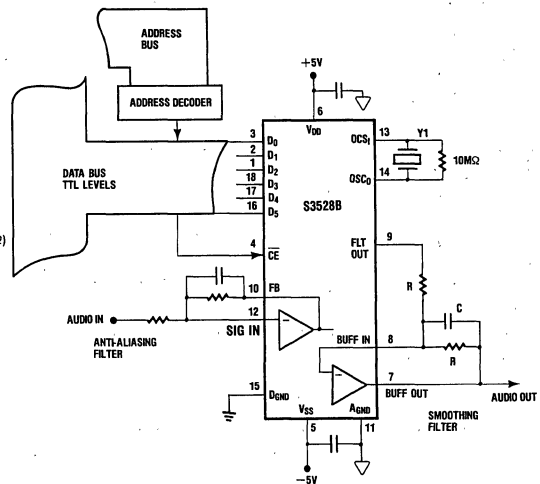 ADDRESS
BUS
ADDRESS DECODER
DATA BUS
TTL LEVELS
2)
+5V
6
VDD
3 D0
2 D1
1 D2
18 D3
17 D4
16 D5
4 CE
S3528B
OCSI 13 Y1
OSCO 14
10MΩ
FLT
OUT
9
R
10 FB
AUDIO IN
12
SIG IN
ANTI-ALIASING
FILTER
BUFF IN 8
C
R
7
BUFF OUT
AUDIO OUT
SMOOTHING
FILTER
15 DGND
VSS
5
AGND
11
−5V